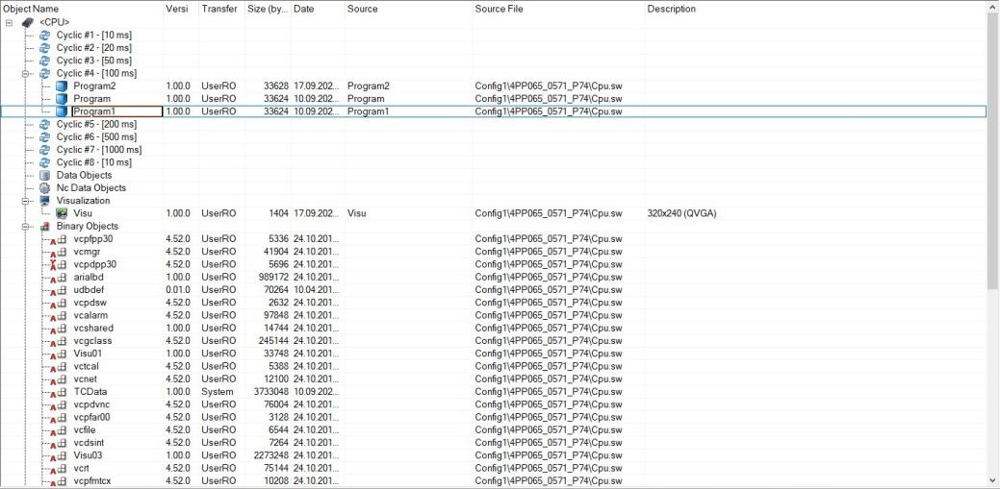 Object Name Versi Transfer Size (by... Date Source Source File Description
<CPU>
Cyclic #1 - [10 ms]
Cyclic #2 - [20 ms]
Cyclic #3 - [50 ms]
Cyclic #4 - [100 ms]
Program2 1.00.0 UserRO 33628 17.09.202... Program2 Config1\4PP065_0571_P74\Cpu.sw
Program 1.00.0 UserRO 33624 10.09.202... Program Config1\4PP065_0571_P74\Cpu.sw
Program1 1.00.0 UserRO 33624 10.09.202... Program1 Config1\4PP065_0571_P74\Cpu.sw
Cyclic #5 - [200 ms]
Cyclic #6 - [500 ms]
Cyclic #7 - [1000 ms]
Cyclic #8 - [10 ms]
Data Objects
Nc Data Objects
Visualization
Visu 1.00.0 UserRO 1404 17.09.202... Visu Config1\4PP065_0571_P74\Cpu.sw 320x240 (QVGA)
Binary Objects
vcpfpp30 4.52.0 UserRO 5336 24.10.201... Config1\4PP065_0571_P74\Cpu.sw
vcmgr 4.52.0 UserRO 41904 24.10.201... Config1\4PP065_0571_P74\Cpu.sw
vcpdpp30 4.52.0 UserRO 5696 24.10.201... Config1\4PP065_0571_P74\Cpu.sw
arialbd 1.00.0 UserRO 989172 24.10.201... Config1\4PP065_0571_P74\Cpu.sw
udbdef 0.01.0 UserRO 70264 10.04.201... Config1\4PP065_0571_P74\Cpu.sw
vcpdsw 4.52.0 UserRO 2632 24.10.201... Config1\4PP065_0571_P74\Cpu.sw
vcalarm 4.52.0 UserRO 97848 24.10.201... Config1\4PP065_0571_P74\Cpu.sw
vcshared 1.00.0 UserRO 14744 24.10.201... Config1\4PP065_0571_P74\Cpu.sw
vcgclass 4.52.0 UserRO 245144 24.10.201... Config1\4PP065_0571_P74\Cpu.sw
Visu01 1.00.0 UserRO 33748 24.10.201... Config1\4PP065_0571_P74\Cpu.sw
vctcal 4.52.0 UserRO 5388 24.10.201... Config1\4PP065_0571_P74\Cpu.sw
vcnet 4.52.0 UserRO 12100 24.10.201... Config1\4PP065_0571_P74\Cpu.sw
TCData 1.00.0 System 3733048 10.09.202... Config1\4PP065_0571_P74\Cpu.sw
vcpdvnc 4.52.0 UserRO 76004 24.10.201... Config1\4PP065_0571_P74\Cpu.sw
vcpfar00 4.52.0 UserRO 3128 24.10.201... Config1\4PP065_0571_P74\Cpu.sw
vcfile 4.52.0 UserRO 6544 24.10.201... Config1\4PP065_0571_P74\Cpu.sw
vcdsint 4.52.0 UserRO 7264 24.10.201... Config1\4PP065_0571_P74\Cpu.sw
Visu03 1.00.0 UserRO 2273248 24.10.201... Config1\4PP065_0571_P74\Cpu.sw
vcrt 4.52.0 UserRO 75144 24.10.201... Config1\4PP065_0571_P74\Cpu.sw
vcpfmtcx 4.52.0 UserRO 10208 24.10.201... Config1\4PP065_0571_P74\Cpu.sw